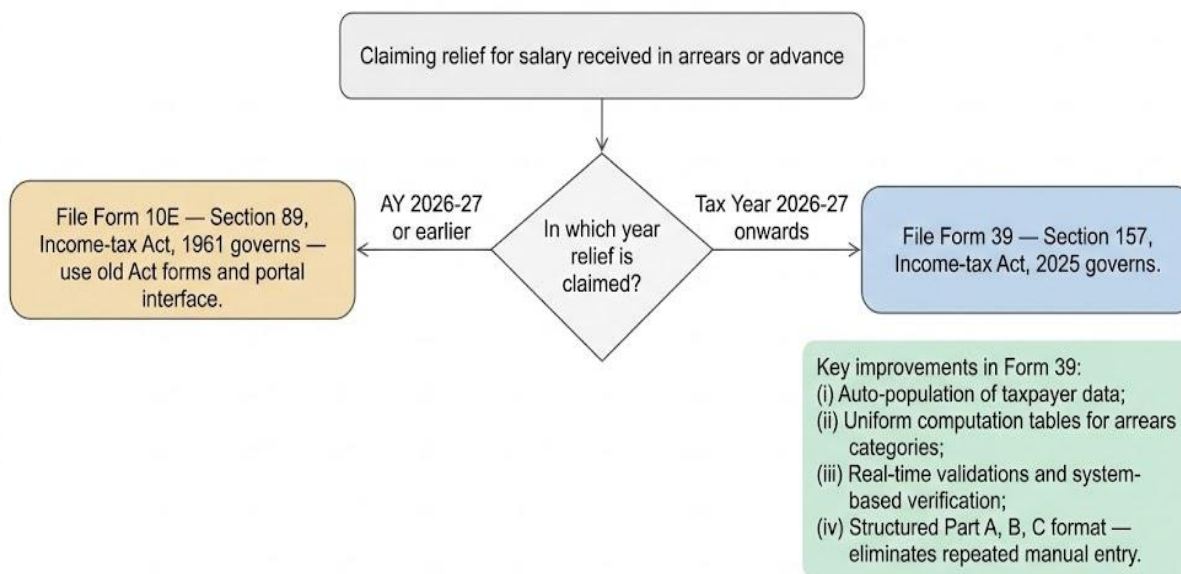 Claiming relief for salary received in arrears or advance
File Form 10E — Section 89,
Income-tax Act, 1961 governs —
use old Act forms and portal
interface.
AY 2026-27
or earlier
In which year
relief is
claimed?
Tax Year 2026-27
onwards
File Form 39 — Section 157,
Income-tax Act, 2025 governs.
Key improvements in Form 39:
(i) Auto-population of taxpayer data;
(ii) Uniform computation tables for arrears
categories;
(iii) Real-time validations and system-
based verification;
(iv) Structured Part A, B, C format —
eliminates repeated manual entry.